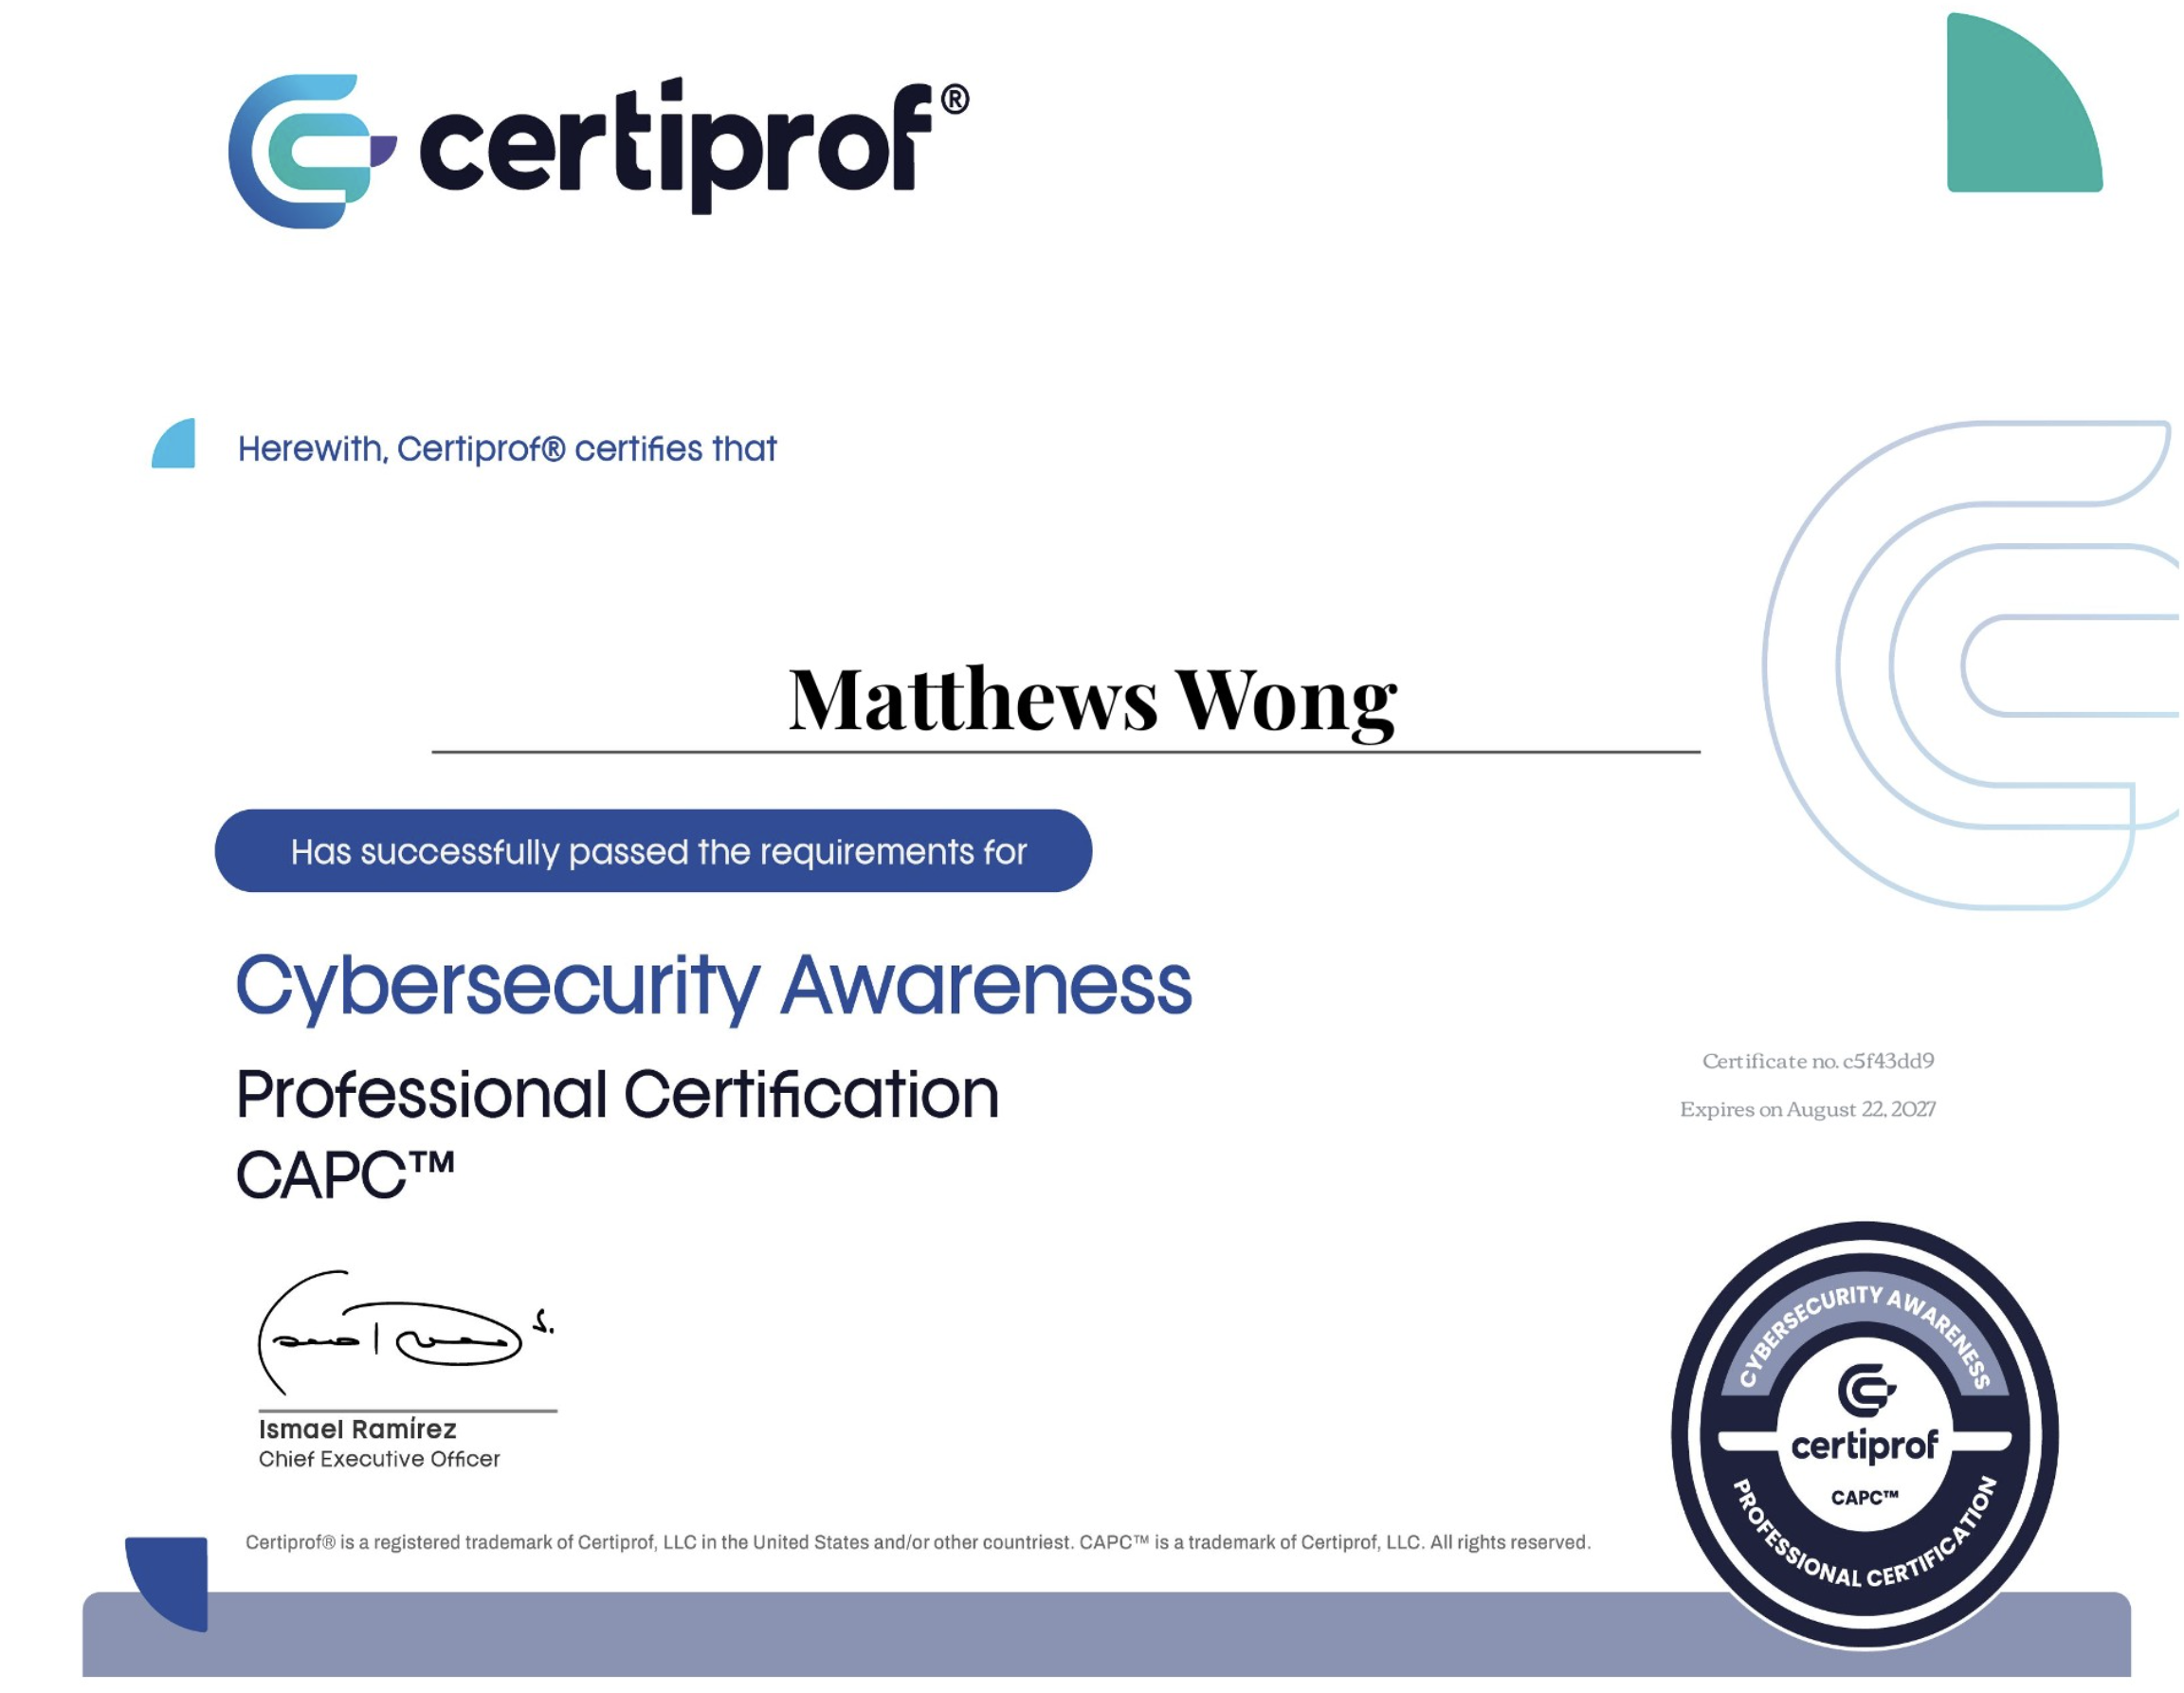 certiprof®
Herewith, Certiprof® certifies that
Matthews Wong
Has successfully passed the requirements for
Cybersecurity Awareness
Professional Certification
CAPC™
Certificate no. c5f43dd9
Expires on August 22, 2027
Ismael Ramírez
Chief Executive Officer
CYBERSECURITY AWARENESS
certiprof
CAPC™
PROFESSIONAL CERTIFICATION
Certiprof® is a registered trademark of Certiprof, LLC in the United States and/or other countriest. CAPC™ is a trademark of Certiprof, LLC. All rights reserved.